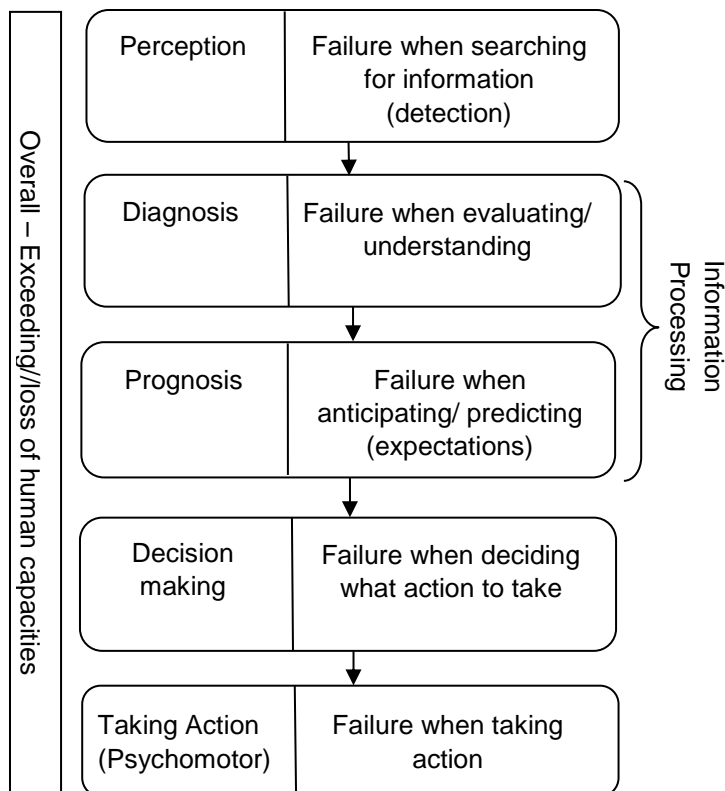 Overall – Exceeding//loss of human capacities
Perception
Failure when searching
for information
(detection)
Diagnosis
Failure when evaluating/
understanding
Prognosis
Failure when
anticipating/ predicting
(expectations)
Information
Processing
Decision
making
Failure when deciding
what action to take
Taking Action
(Psychomotor)
Failure when taking
action